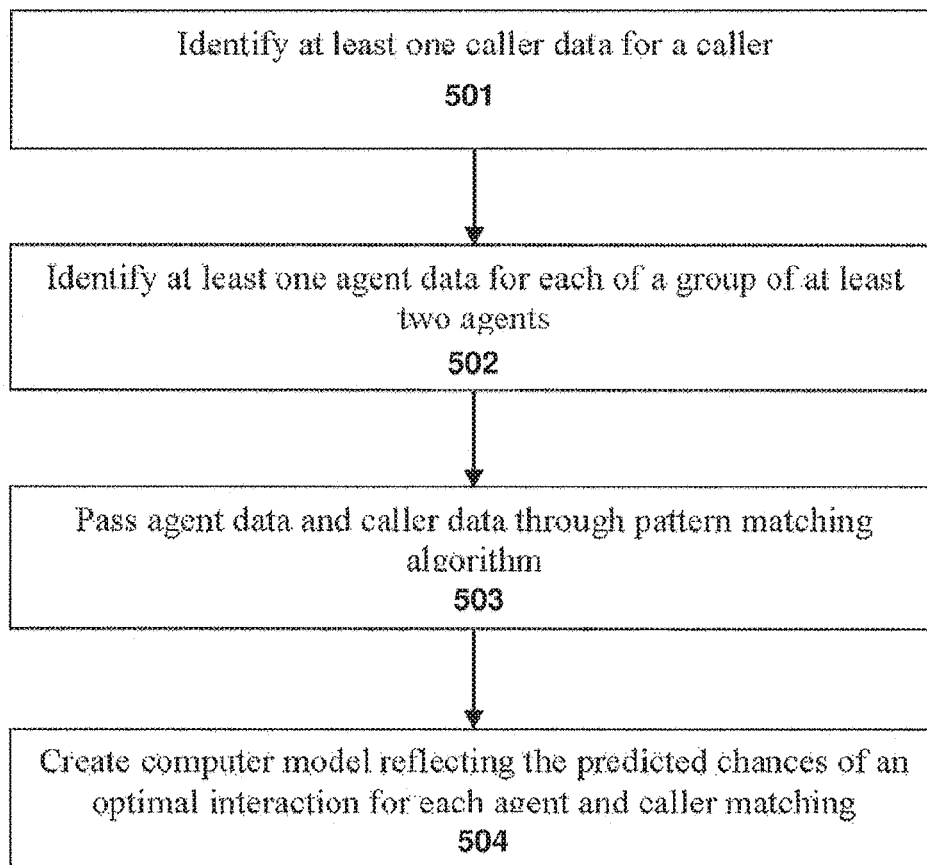 Identify at least one caller data for a caller
501
Identify at least one agent data for each of a group of at least
two agents
502
Pass agent data and caller data through pattern matching
algorithm
503
Create computer model reflecting the predicted chances of an
optimal interaction for each agent and caller matching
504